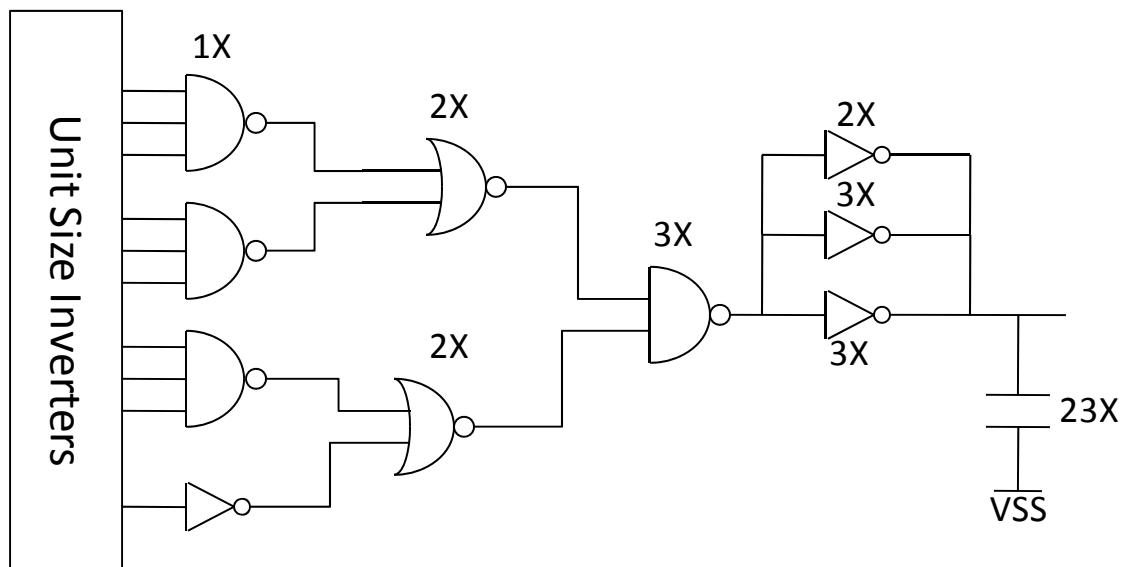 Unit Size Inverters
1X
2X
2X
3X
2X
3X
3X
23X
VSS